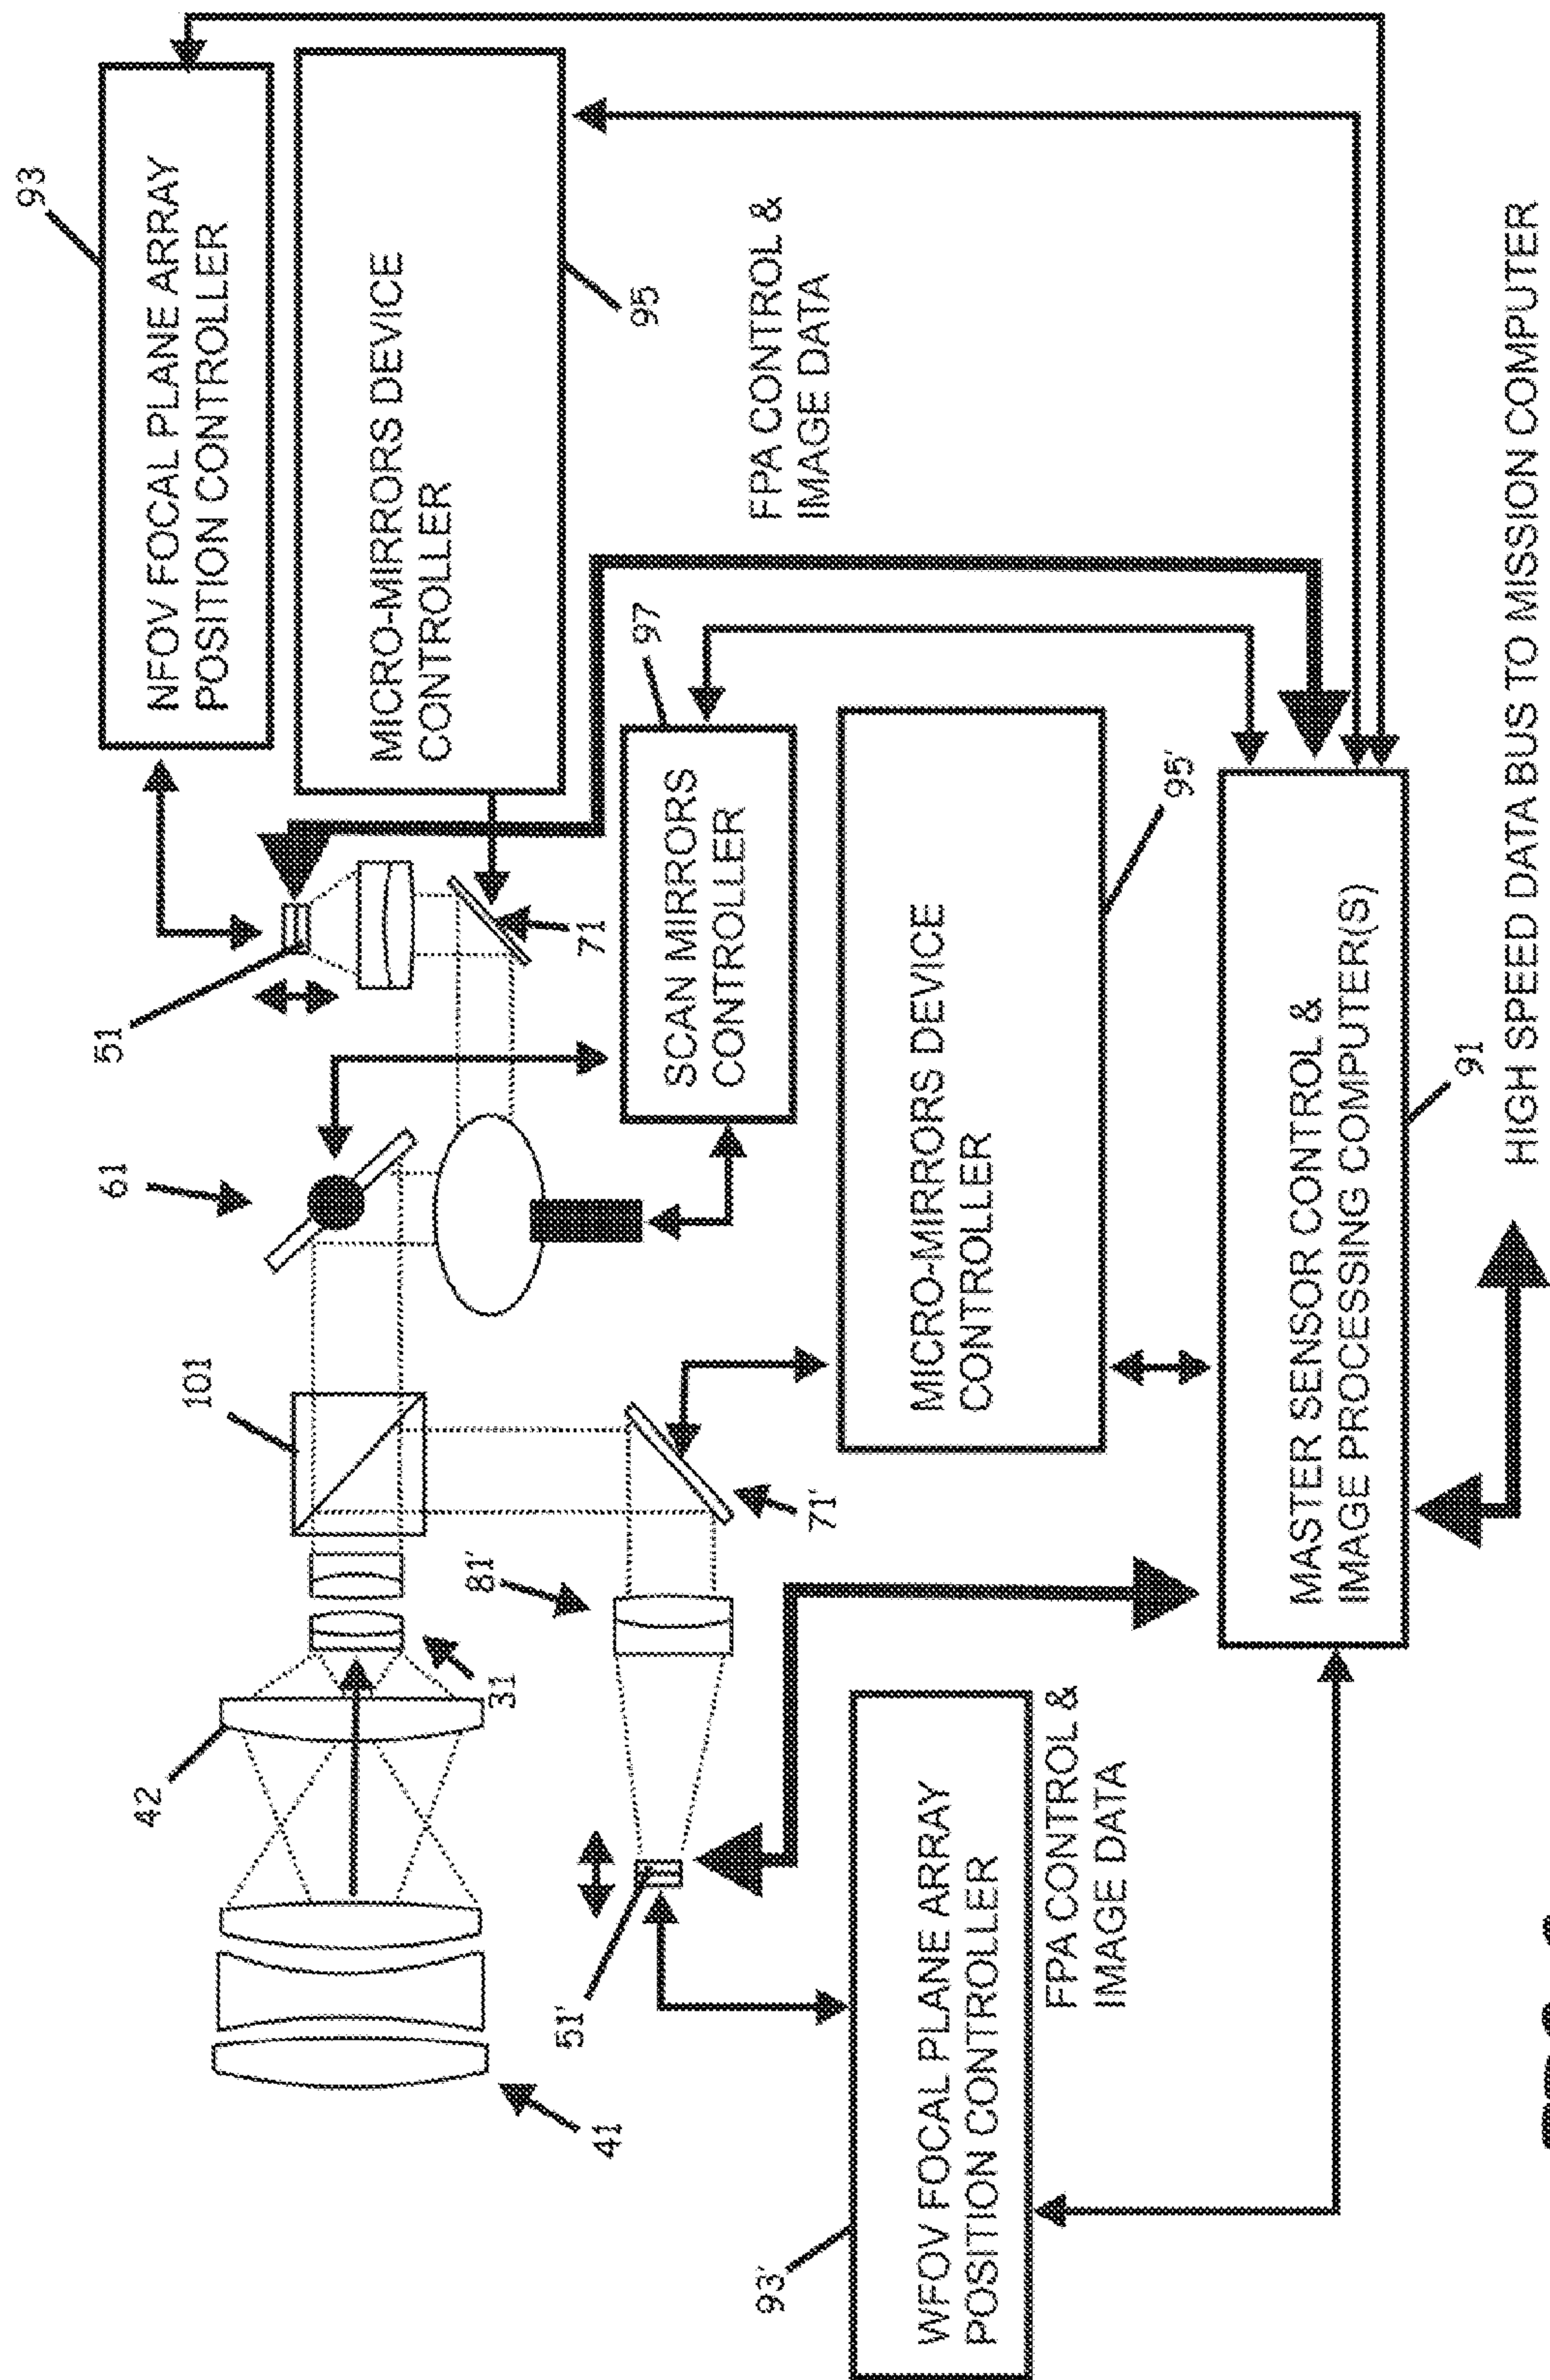 93
NFOV FOCAL PLANE ARRAY
POSITION CONTROLLER
MICRO-MIRRORS DEVICE
CONTROLLER
95
FPA CONTROL &
IMAGE DATA
51
71
61
97
SCAN MIRRORS
CONTROLLER
101
MICRO-MIRRORS DEVICE
CONTROLLER
95'
71'
81'
31
42
41
51'
WFOV FOCAL PLANE ARRAY
POSITION CONTROLLER
93'
FPA CONTROL &
IMAGE DATA
MASTER SENSOR CONTROL &
IMAGE PROCESSING COMPUTER(S)
91
HIGH SPEED DATA BUS TO MISSION COMPUTER